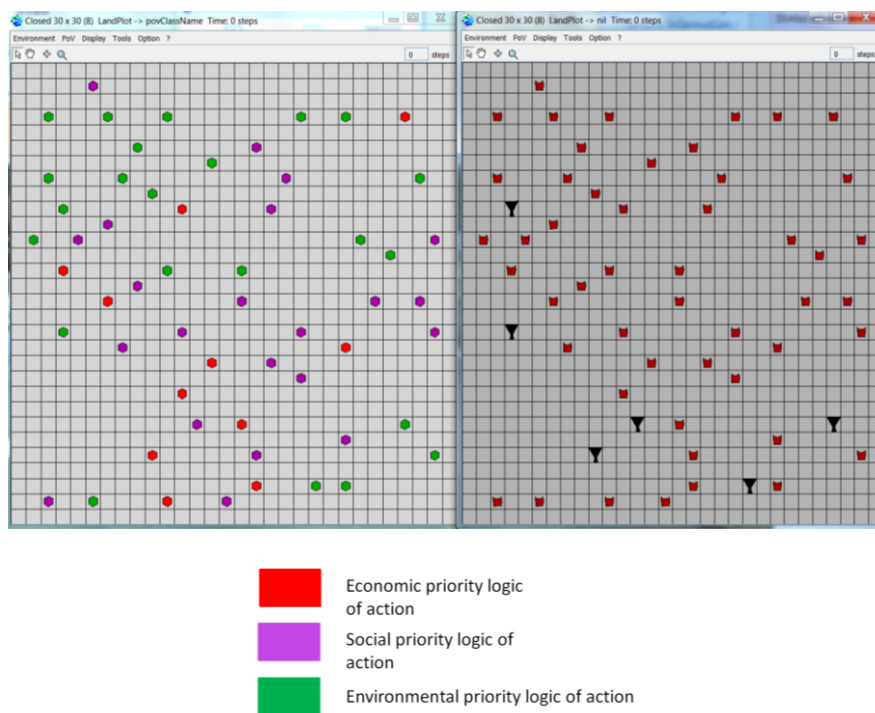 Closed 30 x 30 (8) LandPlot -> povClassName Time: 0 steps
Environment PoV Display Tools Option ?
0 steps
Closed 30 x 30 (8) LandPlot -> nil Time: 0 steps
Environment PoV Display Tools Option ?
0 steps
Economic priority logic
of action
Social priority logic of
action
Environmental priority logic of action